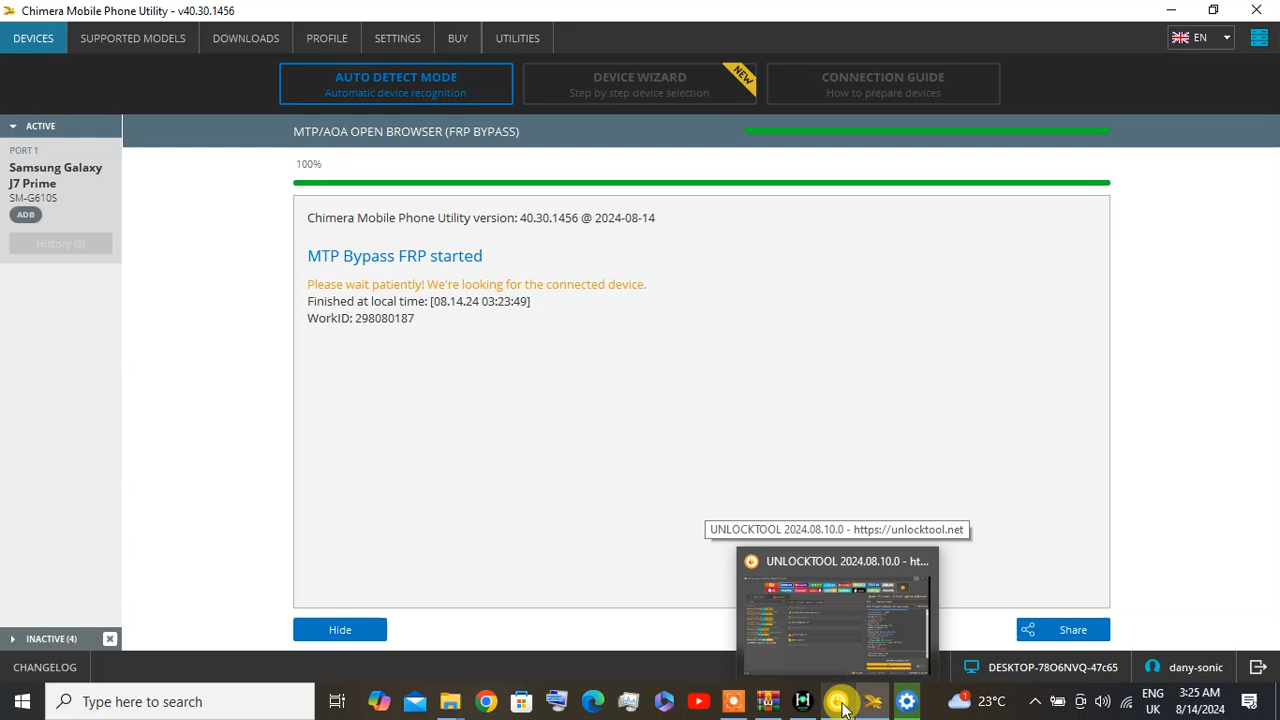 Chimera Mobile Phone Utility - v40.30.1456
DEVICES SUPPORTED MODELS DOWNLOADS PROFILE SETTINGS BUY UTILITIES EN
AUTO DETECT MODE
Automatic device recognition
DEVICE WIZARD
Step by step device selection
NEW
CONNECTION GUIDE
How to prepare devices
ACTIVE
PORT 1
Samsung Galaxy
J7 Prime
SM-G610S
ADB
History (0)
MTP/AOA OPEN BROWSER (FRP BYPASS)
100%
Chimera Mobile Phone Utility version: 40.30.1456 @ 2024-08-14
MTP Bypass FRP started
Please wait patiently! We're looking for the connected device.
Finished at local time: [08.14.24 03:23:49]
WorkID: 298080187
UNLOCKTOOL 2024.08.10.0 - https://unlocktool.net
UNLOCKTOOL 2024.08.10.0 - ht...
Hide
Share
INACTIVE (4)
CHANGELOG
DESKTOP-78O6NVQ-47c65
dany-sonic
Type here to search
1
23°C
ENG
UK
3:25 AM
8/14/2024